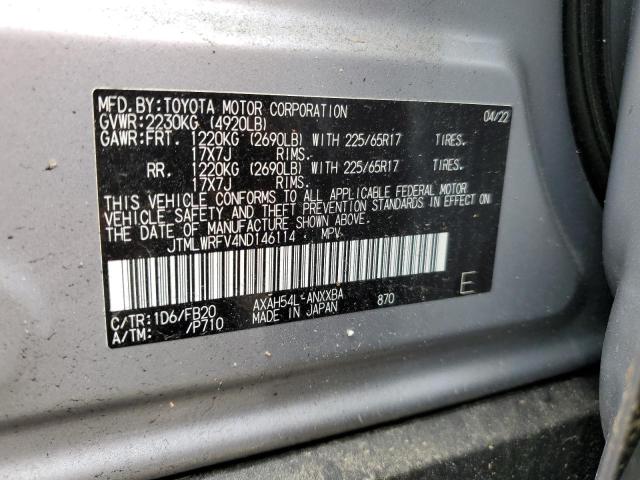 MFD. BY: TOYOTA MOTOR CORPORATION 04/22
GVWR: 2230KG (4920LB)
GAWR: FRT. 1220KG (2690LB) WITH 225/65R17 TIRES.
17X7J RIMS.
RR. 1220KG (2690LB) WITH 225/65R17 TIRES.
17X7J RIMS.
THIS VEHICLE CONFORMS TO ALL APPLICABLE FEDERAL MOTOR
VEHICLE SAFETY AND THEFT PREVENTION STANDARDS IN EFFECT
ON THE DATE OF MANUFACTURE SHOWN ABOVE.
JTMLWRFV4ND146114 MPV
C/TR: 1D6/FB20 AXAH54L-ANXXBA 870 E
A/TM: /P710 MADE IN JAPAN